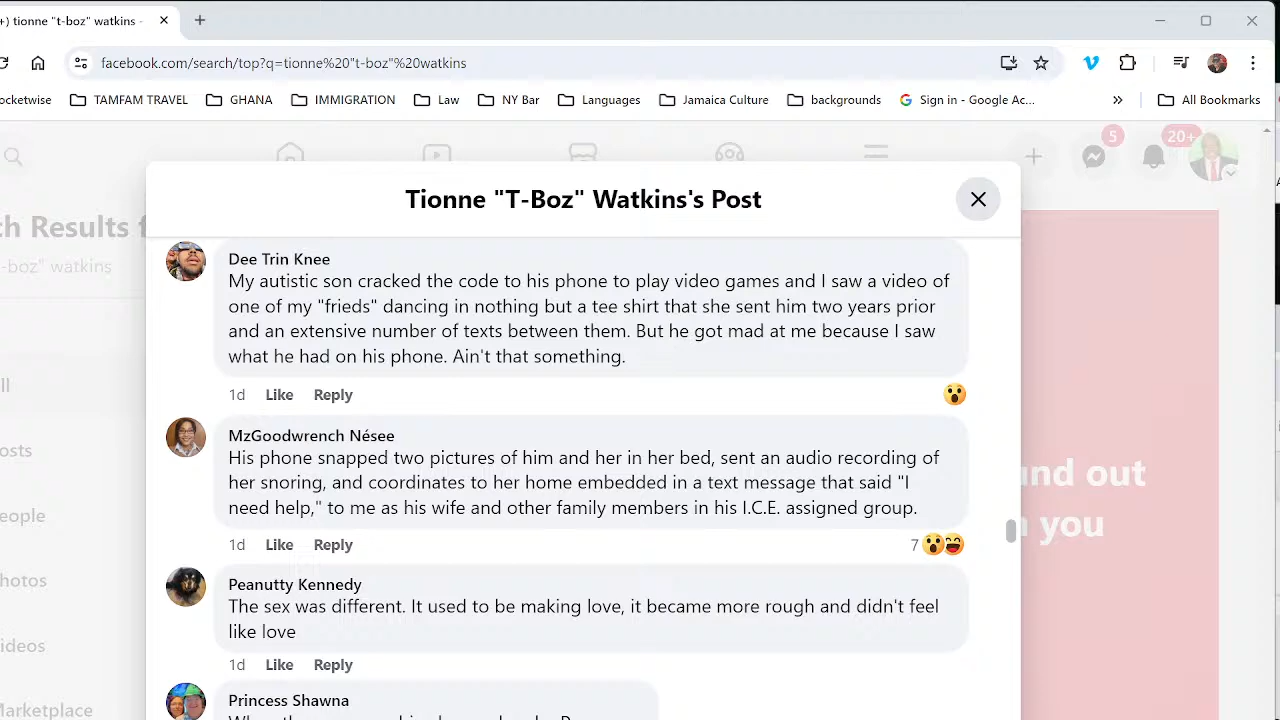 +) tionne "t-boz" watkins -
facebook.com/search/top?q=tionne%20"t-boz"%20watkins
ocketwise TAMFAM TRAVEL GHANA IMMIGRATION Law NY Bar Languages Jamaica Culture backgrounds Sign in - Google Ac... » All Bookmarks
5 20+
Tionne "T-Boz" Watkins's Post
ch Results f
-boz" watkins
Dee Trin Knee
My autistic son cracked the code to his phone to play video games and I saw a video of
one of my "frieds" dancing in nothing but a tee shirt that she sent him two years prior
and an extensive number of texts between them. But he got mad at me because I saw
what he had on his phone. Ain't that something.
ll
1d Like Reply
MzGoodwrench Nésee
osts
His phone snapped two pictures of him and her in her bed, sent an audio recording of
her snoring, and coordinates to her home embedded in a text message that said "I
need help," to me as his wife and other family members in his I.C.E. assigned group.
und out
eople
n you
1d Like Reply 7
hotos
Peanutty Kennedy
The sex was different. It used to be making love, it became more rough and didn't feel
like love
ideos
1d Like Reply
Princess Shawna
arketplace